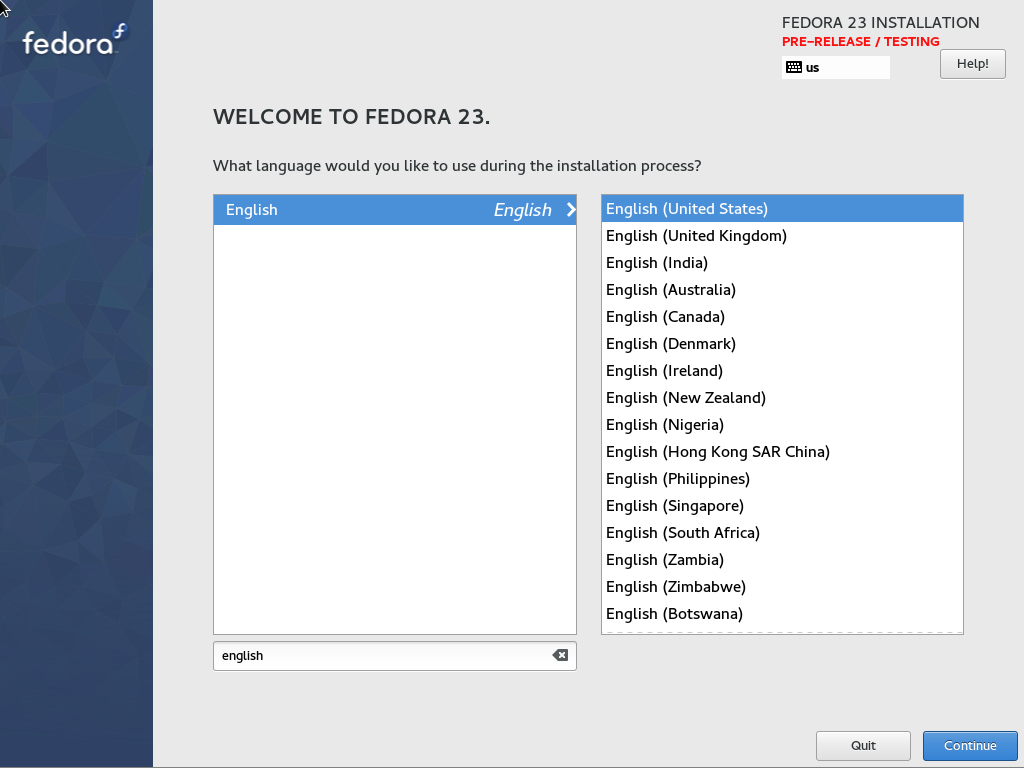 fedora
FEDORA 23 INSTALLATION
PRE-RELEASE / TESTING
us
Help!
WELCOME TO FEDORA 23.
What language would you like to use during the installation process?
English English
English (United States)
English (United Kingdom)
English (India)
English (Australia)
English (Canada)
English (Denmark)
English (Ireland)
English (New Zealand)
English (Nigeria)
English (Hong Kong SAR China)
English (Philippines)
English (Singapore)
English (South Africa)
English (Zambia)
English (Zimbabwe)
English (Botswana)
english
Quit
Continue